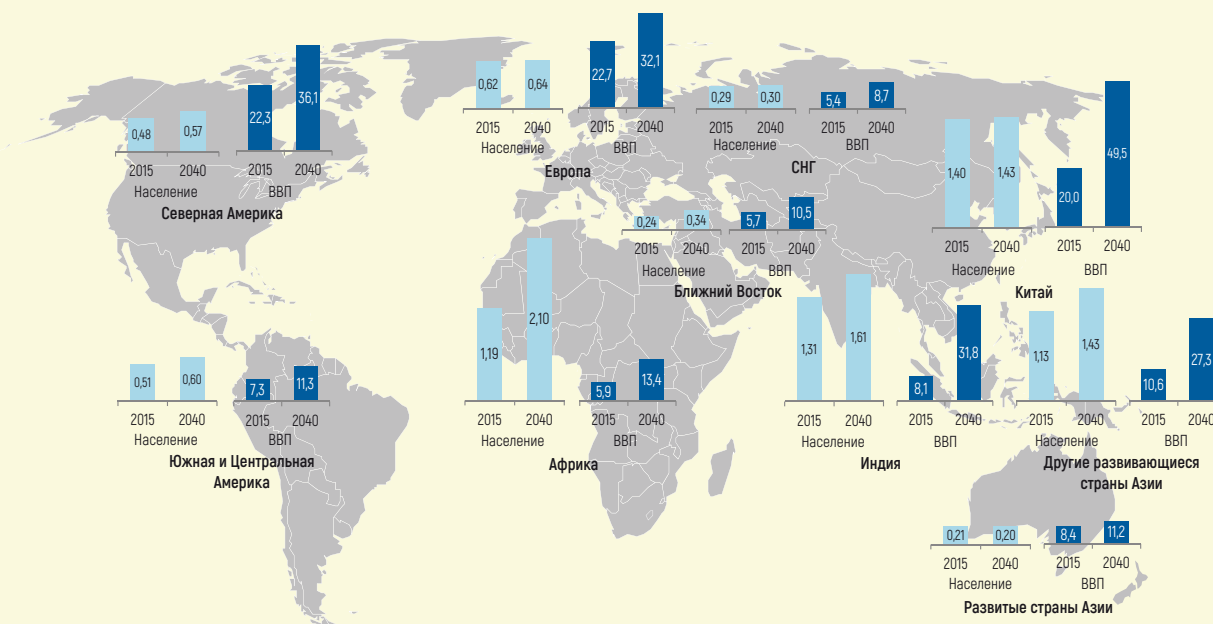 0,48
0,57
22,3
36,1
2015
2040
2015
2040
Население
ВВП
Северная Америка
0,62
0,64
22,7
32,1
2015
2040
2015
2040
Население
ВВП
Европа
0,29
0,30
5,4
8,7
2015
2040
2015
2040
Население
ВВП
СНГ
1,40
1,43
20,0
49,5
2015
2040
2015
2040
Население
ВВП
Китай
0,24
0,34
5,7
10,5
2015
2040
2015
2040
Население
ВВП
Ближний Восток
0,51
0,60
7,3
11,3
2015
2040
2015
2040
Население
ВВП
Южная и Центральная
Америка
1,19
2,10
5,9
13,4
2015
2040
2015
2040
Население
ВВП
Африка
1,31
1,61
8,1
31,8
2015
2040
2015
2040
Население
ВВП
Индия
1,13
1,43
10,6
27,3
2015
2040
2015
2040
Население
ВВП
Другие развивающиеся
страны Азии
0,21
0,20
8,4
11,2
2015
2040
2015
2040
Население
ВВП
Развитые страны Азии